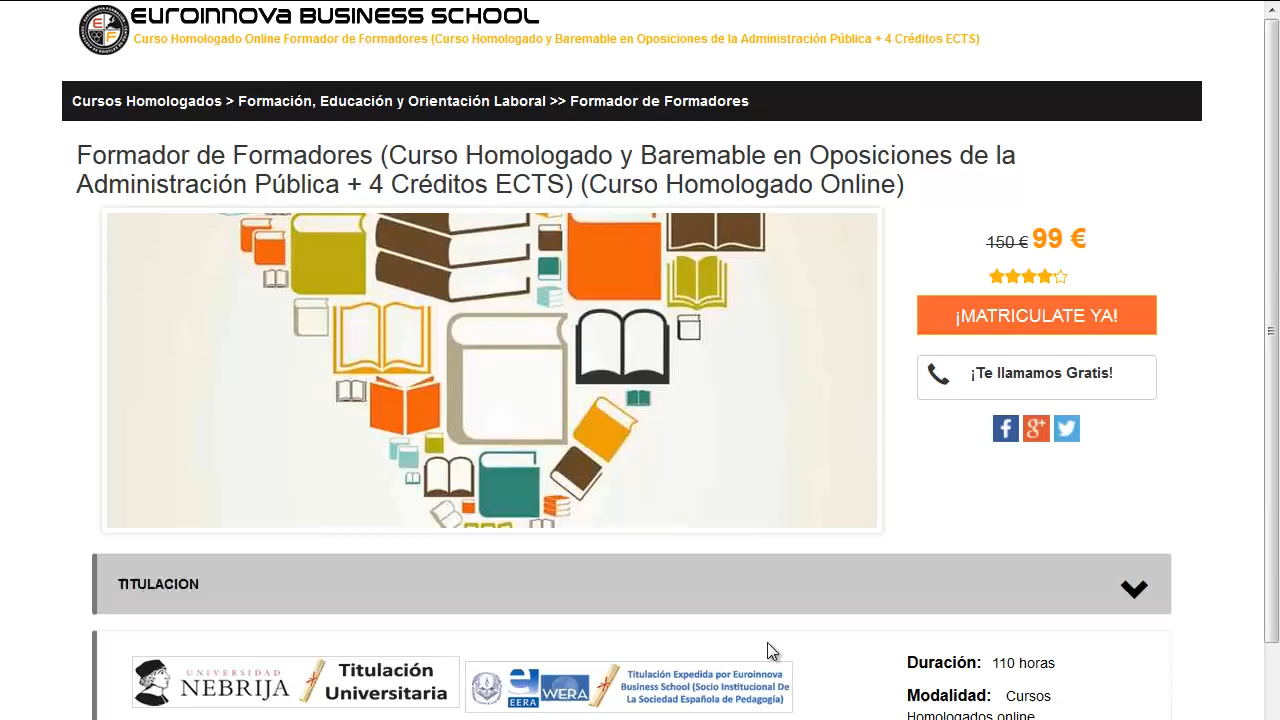 EUROINNOVA BUSINESS SCHOOL
Curso Homologado Online Formador de Formadores (Curso Homologado y Baremable en Oposiciones de la Administración Pública + 4 Créditos ECTS)
Cursos Homologados > Formación, Educación y Orientación Laboral >> Formador de Formadores
Formador de Formadores (Curso Homologado y Baremable en Oposiciones de la
Administración Pública + 4 Créditos ECTS) (Curso Homologado Online)
150 € 99 €
¡MATRICULATE YA!
¡Te llamamos Gratis!
TITULACION
UNIVERSIDAD
NEBRIJA
Titulación
Universitaria
EERA
WERA
Titulación Expedida por Euroinnova
Business School (Socio Institucional De
La Sociedad Española de Pedagogía)
Duración: 110 horas
Modalidad: Cursos
Homologados online